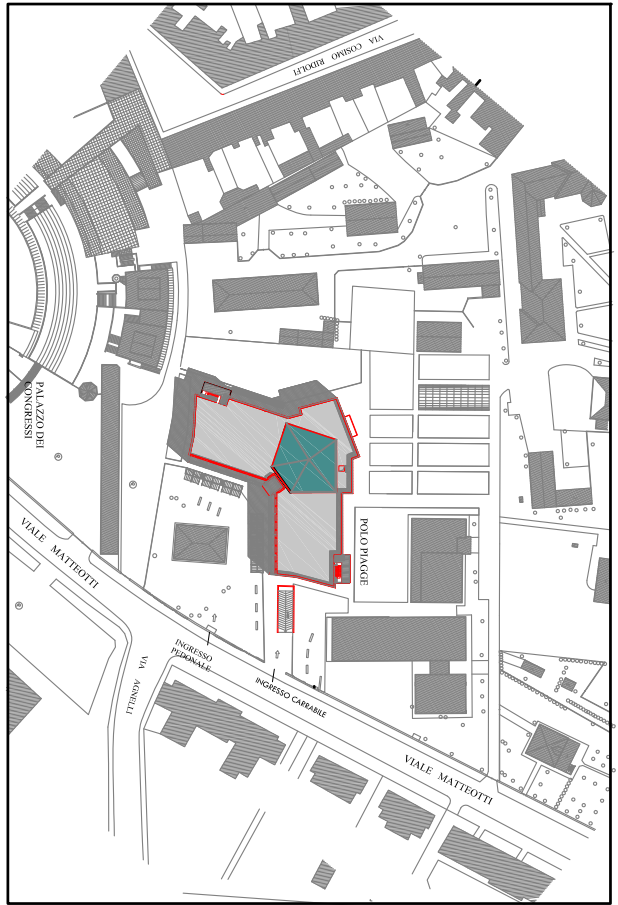 VIA COSIMO RIDOLFI
PALAZZO DEI
CONGRESSI
POLO PIAGGE
VIALE MATTEOTTI
INGRESSO
PEDONALE
VIA AGNELLI
INGRESSO CARRABILE
VIALE MATTEOTTI